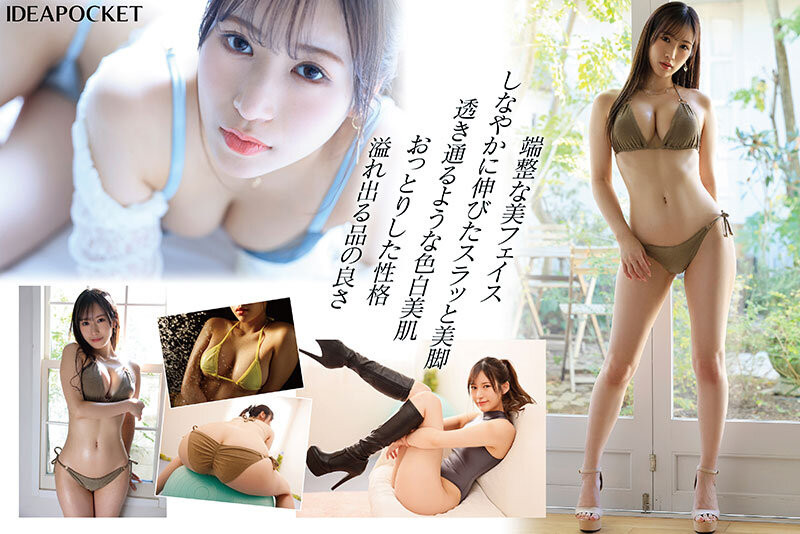 IDEAPOCKET
端整な美フェイス
しなやかに伸びたスラッと美脚
透き通るような色白美肌
おっとりした性格
溢れ出る品の良さ